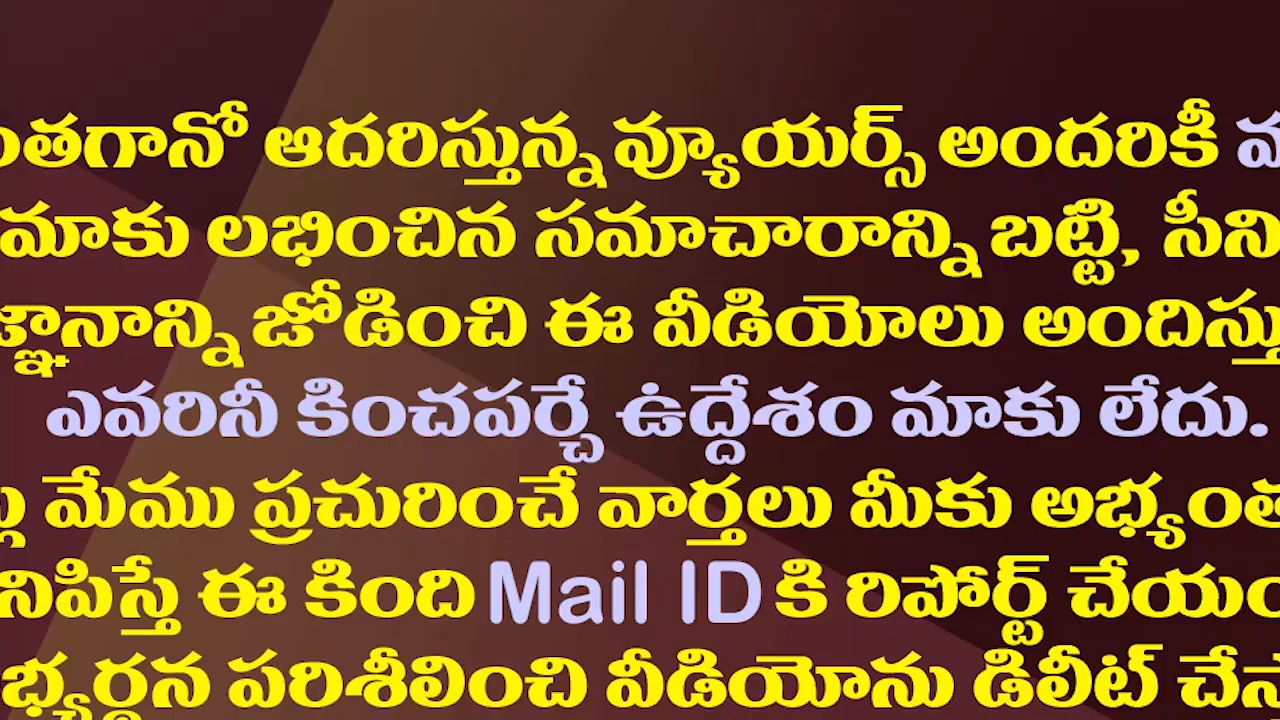 ఆదరిస్తున్న వ్యూయర్స్ అందరికీ
మాకు లభించిన సమాచారాన్ని బట్టి,
జోడించి ఈ వీడియోలు
ఎవరినీ కించపర్చే ఉద్దేశం మాకు లేదు.
మేము ప్రచురించే వార్తలు మీకు
ఈ కింది Mail ID కి రిపోర్ట్
పరిశీలించి వీడియోను డిలీట్